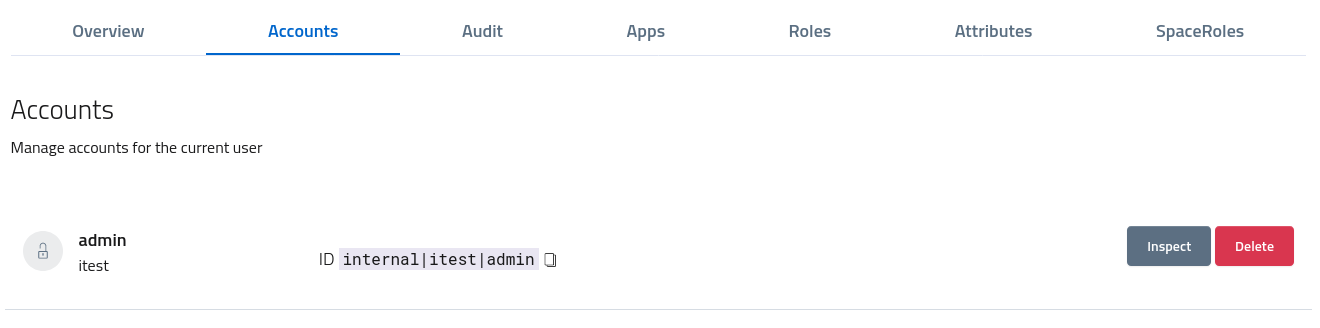 Overview Accounts Audit Apps Roles Attributes SpaceRoles
Accounts
Manage accounts for the current user
admin
itest
ID internal|itest|admin
Inspect Delete